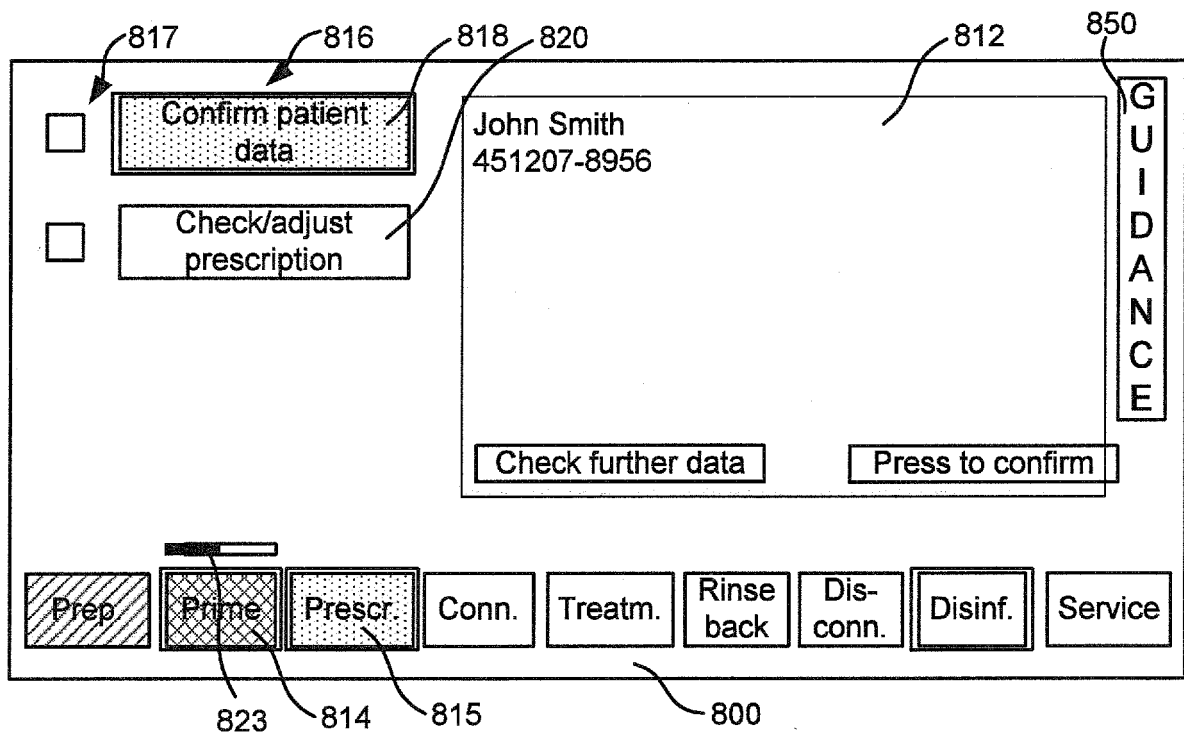 817
816
818
820
812
850
Confirm patient
data
John Smith
451207-8956
G
U
I
D
A
N
C
E
Check/adjust
prescription
Check further data
Press to confirm
Prep
Prime
Prescr.
Conn.
Treatm.
Rinse
back
Dis-
conn.
Disinf.
Service
823
814
815
800